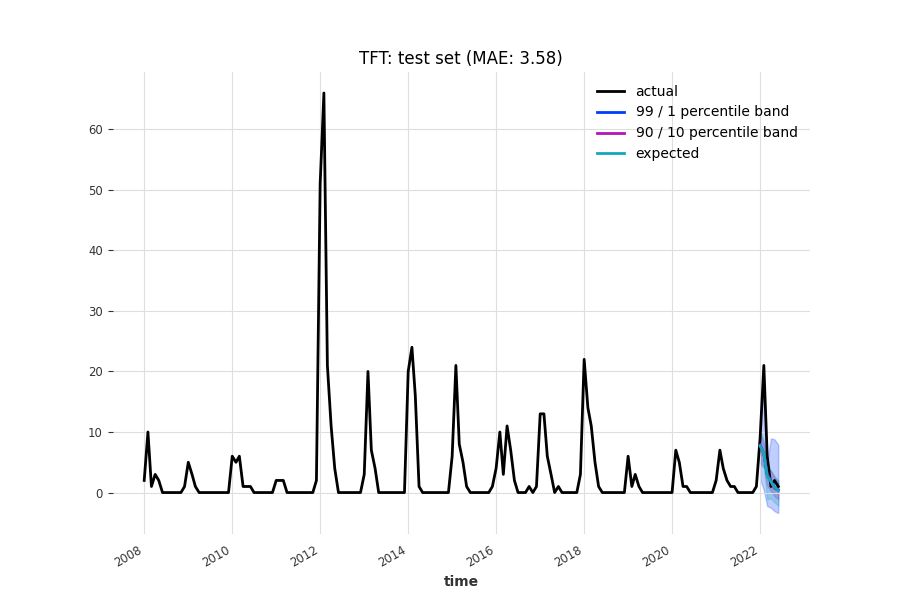 TFT: test set (MAE: 3.58)
actual
99 / 1 percentile band
90 / 10 percentile band
expected
60
50
40
30
20
10
0
2008
2010
2012
2014
2016
2018
2020
2022
time